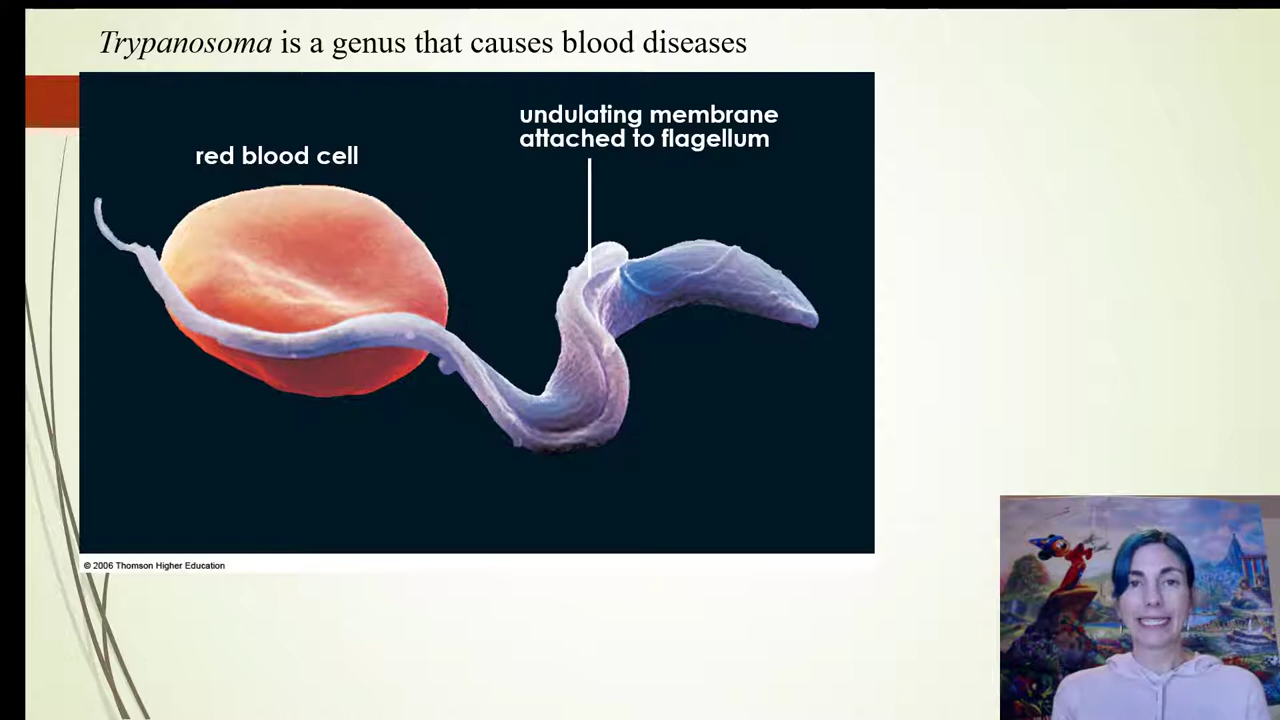 Trypanosoma is a genus that causes blood diseases
undulating membrane
attached to flagellum
red blood cell
© 2006 Thomson Higher Education